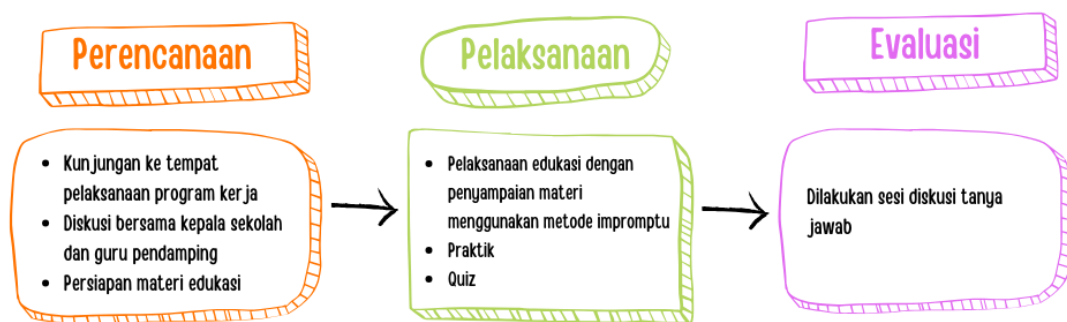 Perencanaan
• Kunjungan ke tempat
pelaksanaan program kerja
• Diskusi bersama kepala sekolah
dan guru pendamping
• Persiapan materi edukasi
Pelaksanaan
• Pelaksanaan edukasi dengan
penyampaian materi
menggunakan metode impromptu
• Praktik
• Quiz
Evaluasi
Dilakukan sesi diskusi tanya
jawab